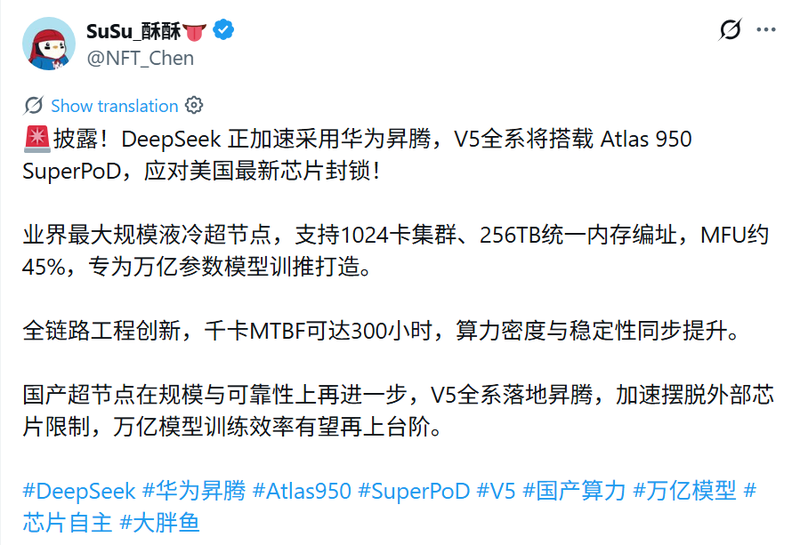 SuSu_酥酥👅
@NFT_Chen
Show translation
🚨披露！DeepSeek 正加速采用华为昇腾，V5全系将搭载 Atlas 950
SuperPoD，应对美国最新芯片封锁！
业界最大规模液冷超节点，支持1024卡集群、256TB统一内存编址，MFU约
45%，专为万亿参数模型训推打造。
全链路工程创新，千卡MTBF可达300小时，算力密度与稳定性同步提升。
国产超节点在规模与可靠性上再进一步，V5全系落地昇腾，加速摆脱外部芯
片限制，万亿模型训练效率有望再上台阶。
#DeepSeek #华为昇腾 #Atlas950 #SuperPoD #V5 #国产算力 #万亿模型 #
芯片自主 #大胖鱼